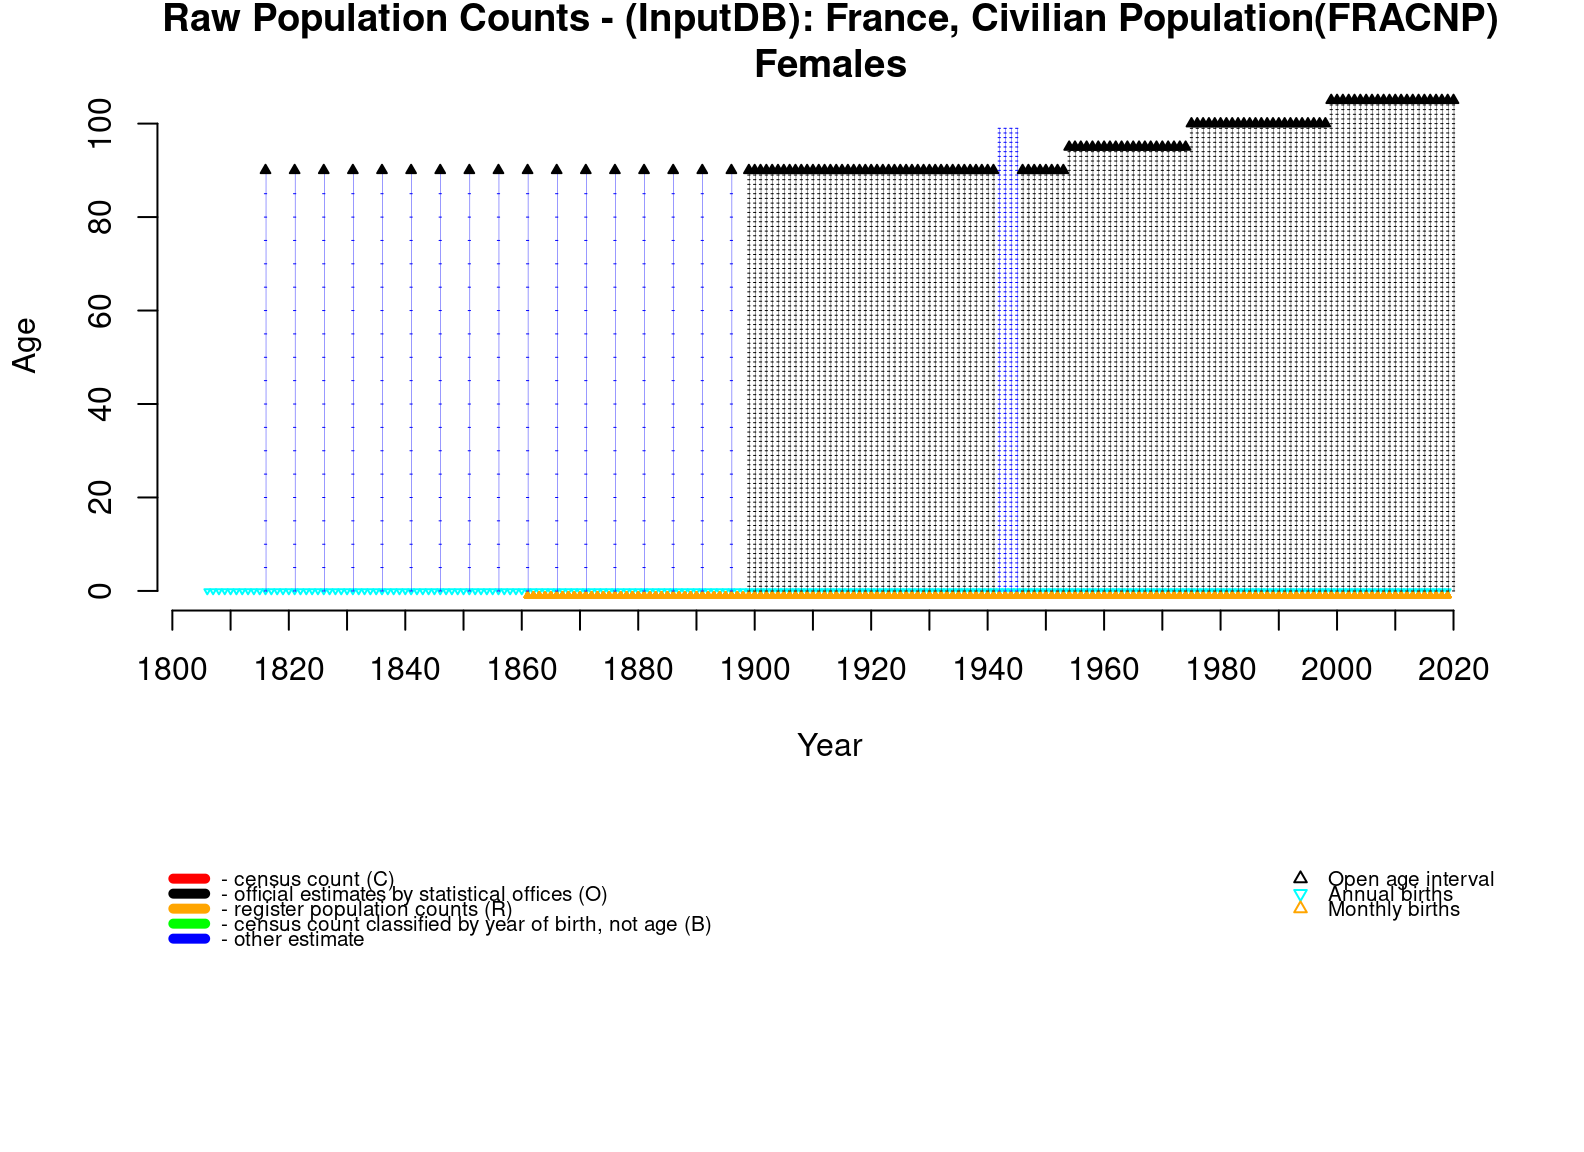 Raw Population Counts - (InputDB): France, Civilian Population(FRACNP)
Females
Age
100
80
60
40
20
0
1800 1820 1840 1860 1880 1900 1920 1940 1960 1980 2000 2020
Year
- census count (C)
- official estimates by statistical offices (O)
- register population counts (R)
- census count classified by year of birth, not age (B)
- other estimate
Open age interval
Annual births
Monthly births